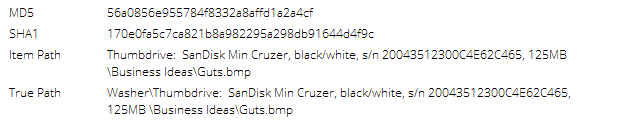 MD5 56a0856e955784f8332a8affd1a2a4cf
SHA1 170e0fa5c7ca821b8a982295a298db91644d4f9c
Item Path Thumbdrive: SanDisk Min Cruzer, black/white, s/n 20043512300C4E62C465, 125MB
\Business Ideas\Guts.bmp
True Path Washer\Thumbdrive: SanDisk Min Cruzer, black/white, s/n 20043512300C4E62C465,
125MB \Business Ideas\Guts.bmp